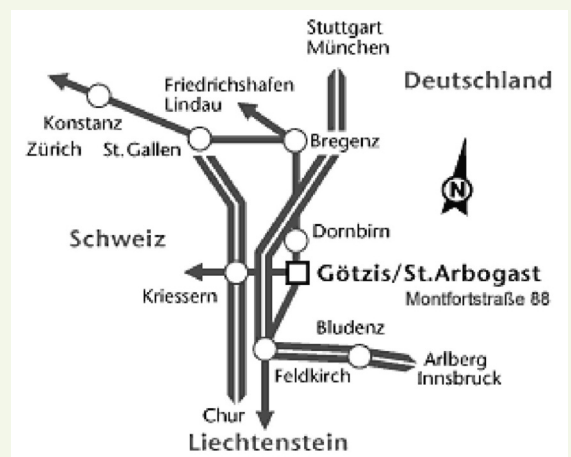 Stuttgart
München
Deutschland
Friedrichshafen
Lindau
Konstanz
Zürich
St.Gallen
Bregenz
N
Schweiz
Dornbirn
Götzis/St.Arbogast
Montfortstraße 88
Kriessern
Bludenz
Arlberg
Innsbruck
Feldkirch
Chur
Liechtenstein